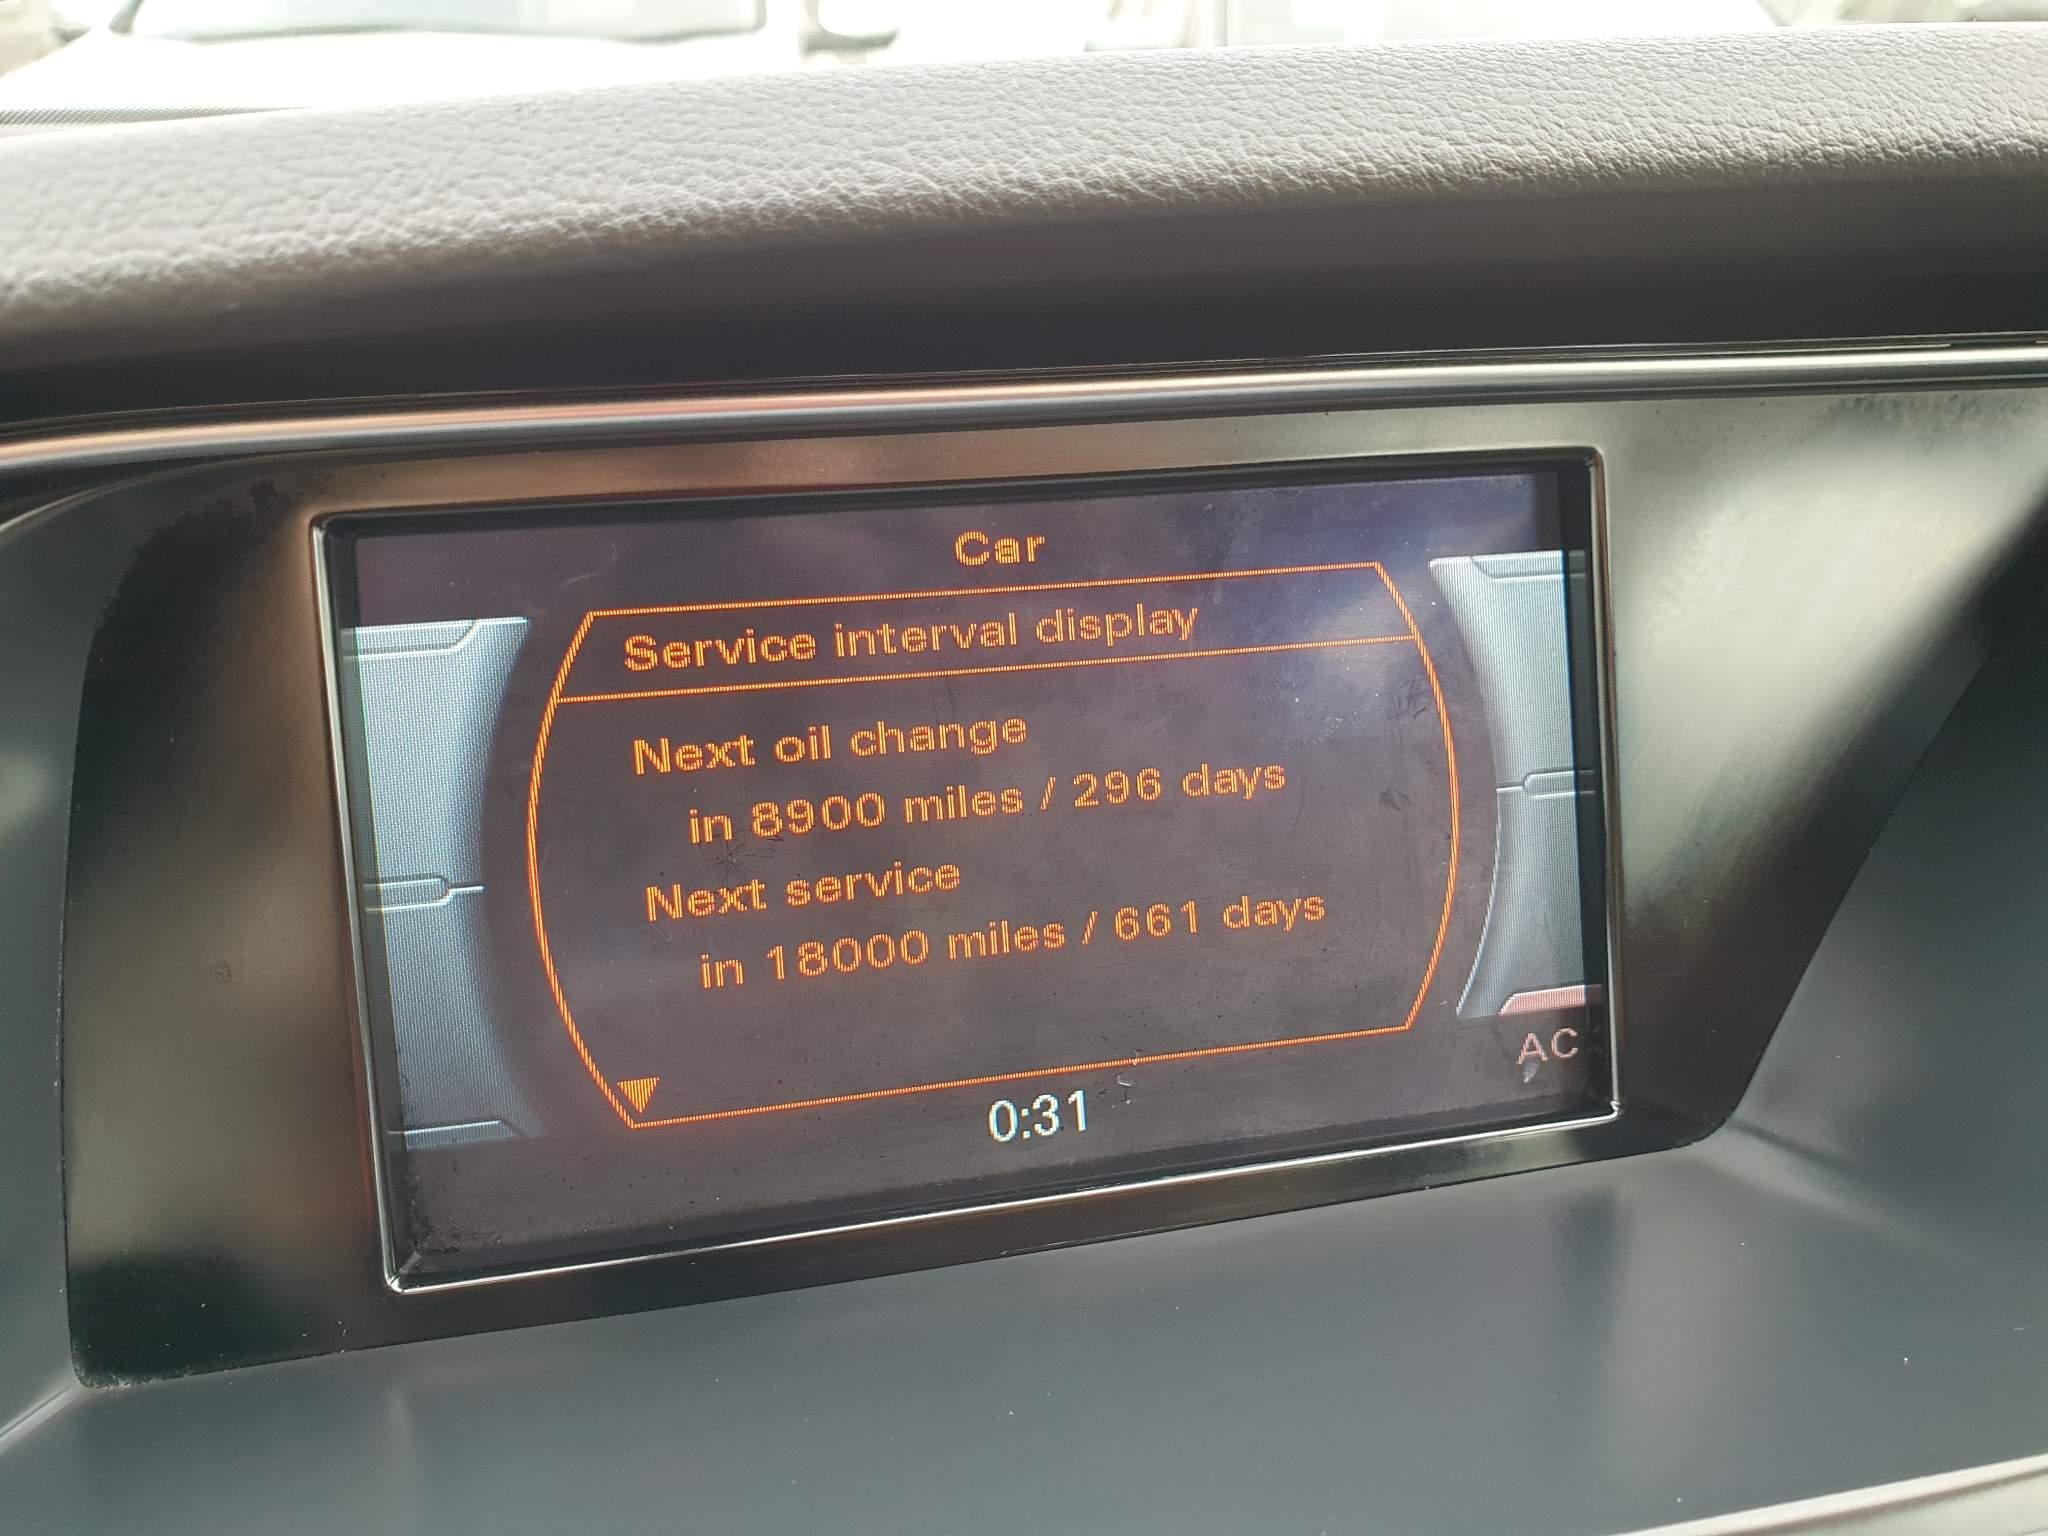 Car
Service interval display
Next oil change
in 8900 miles / 296 days
Next service
in 18000 miles / 661 days
AC
0:31